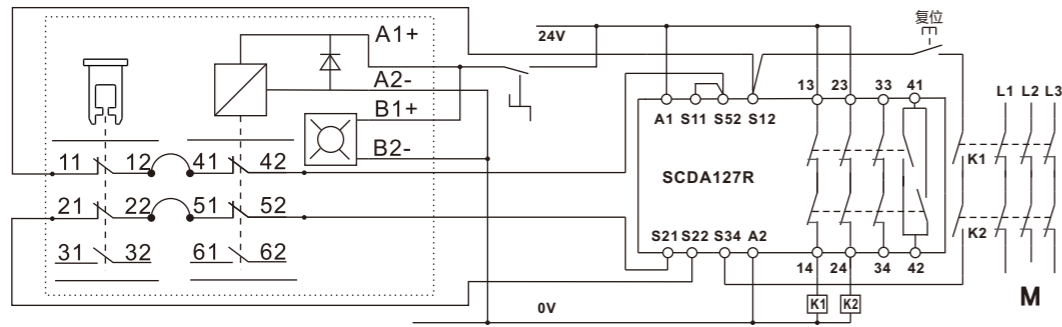 复位
24V
A1+
A2-
B1+
B2-
13 23 33 41
L1 L2 L3
A1 S11 S52 S12
11 12 41 42
K1
SCDA127R
21 22 51 52
K2
S21 S22 S34 A2
31 32 61 62
14 24 34 42
M
K1 K2
0V